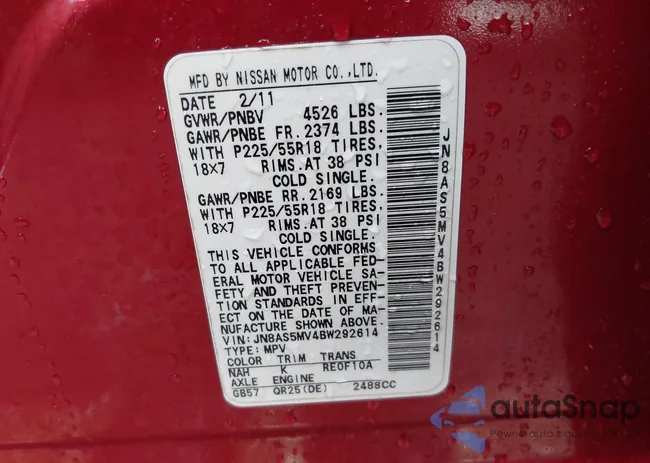 MFD BY NISSAN MOTOR CO.,LTD.
DATE 2/11
GVWR/PNBV 4526 LBS.
GAWR/PNBE FR. 2374 LBS.
WITH P225/55R18 TIRES,
18X7 RIMS.AT 38 PSI
COLD SINGLE.
GAWR/PNBE RR. 2169 LBS.
WITH P225/55R18 TIRES,
18X7 RIMS.AT 38 PSI
COLD SINGLE.
THIS VEHICLE CONFORMS
TO ALL APPLICABLE FED-
ERAL MOTOR VEHICLE SA-
FETY AND THEFT PREVEN-
TION STANDARDS IN EFF-
ECT ON THE DATE OF MA-
NUFACTURE SHOWN ABOVE.
VIN: JN8AS5MV4BW292614
TYPE: MPV
COLOR TRIM TRANS
NAH K RE0F10A
AXLE ENGINE
GB57 QR25(DE) 2488CC
JN8AS5MV4BW292614
autaSnap